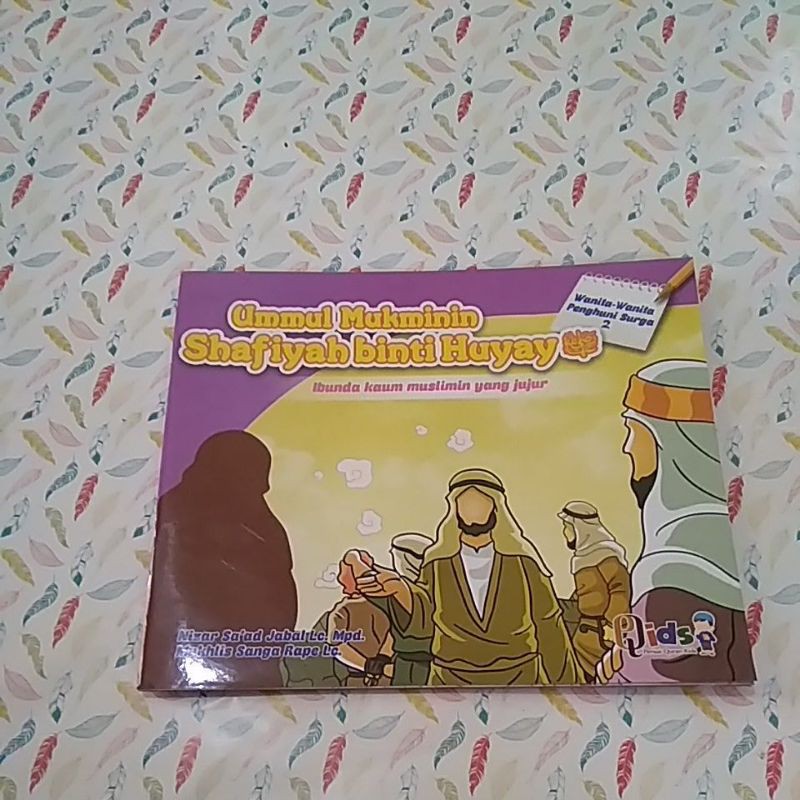 Wanita-Wanita
Penghuni Surga
2
Ummul Mukminin
Shafiyah binti Huyay
Ibunda kaum muslimin yang jujur
Nizar Sa'ad Jabal Lc. Mpd.
Mukhlis Sanga Rape Lc.
Qids